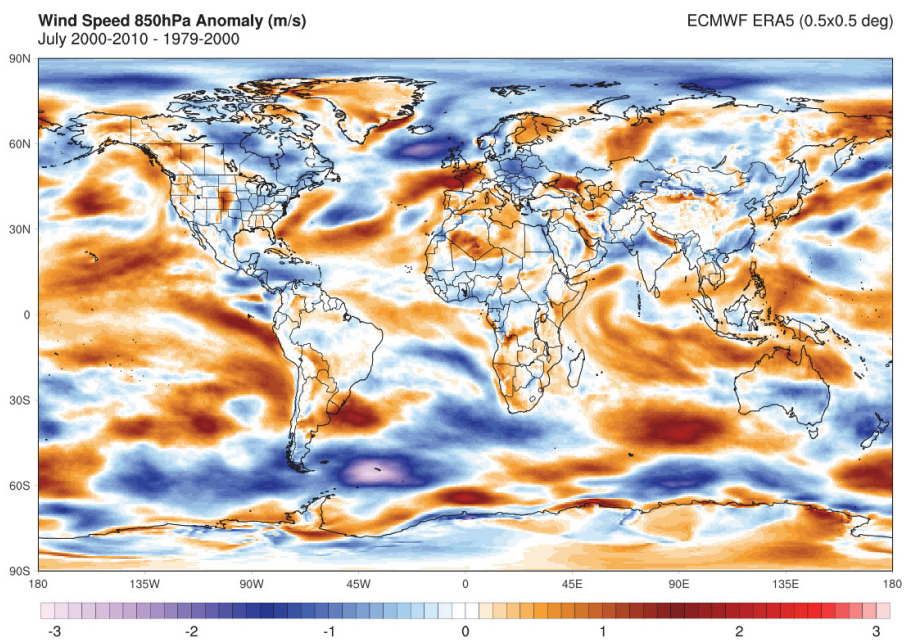 Wind Speed 850hPa Anomaly (m/s)
ECMWF ERA5 (0.5x0.5 deg)
July 2000-2010 - 1979-2000
90N
60N
30N
0
30S
60S
90S
180 135W 90W 45W 0 45E 90E 135E 180
-3 -2 -1 0 1 2 3